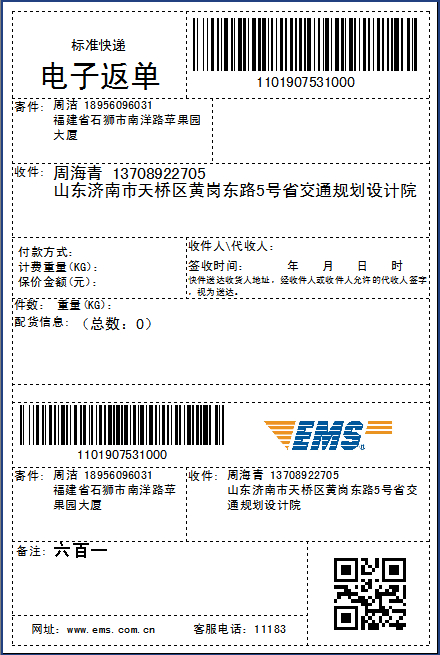 标准快递
电子返单
1101907531000
寄件: 周洁 18956096031
福建省石狮市南洋路苹果园
大厦
收件: 周海青 13708922705
山东济南市天桥区黄岗东路5号省交通规划设计院
付款方式:
计费重量(KG):
保价金额(元):
收件人\代收人:
签收时间: 年 月 日 时
快件送达收货人地址，经收件人或收件人允许的代收人签字
，视为送达。
件数: 重量(KG):
配货信息: (总数: 0)
1101907531000
EMS®
寄件: 周洁 18956096031
福建省石狮市南洋路苹
果园大厦
收件: 周海青 13708922705
山东济南市天桥区黄岗东路5号省交
通规划设计院
备注: 六百一
网址: www.ems.com.cn 客服电话: 11183